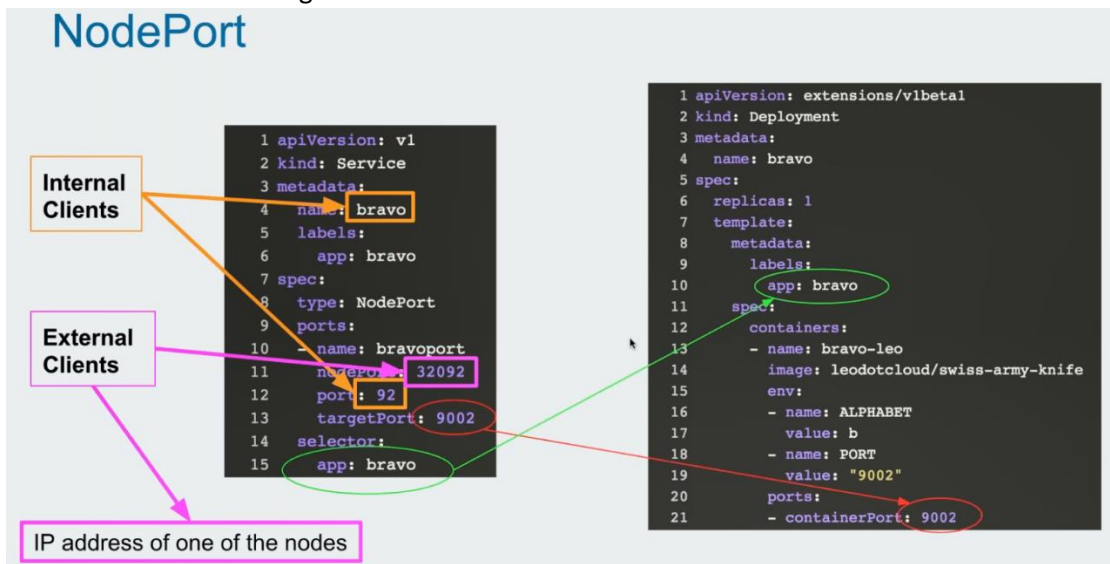 NodePort
Internal
Clients
External
Clients
IP address of one of the nodes
1 apiVersion: v1
2 kind: Service
3 metadata:
4 name: bravo
5 labels:
6 app: bravo
7 spec:
8 type: NodePort
9 ports:
10 - name: bravoport
11 nodePort: 32092
12 port: 92
13 targetPort: 9002
14 selector:
15 app: bravo
1 apiVersion: extensions/v1beta1
2 kind: Deployment
3 metadata:
4 name: bravo
5 spec:
6 replicas: 1
7 template:
8 metadata:
9 labels:
10 app: bravo
11 spec:
12 containers:
13 - name: bravo-leo
14 image: leodotcloud/swiss-army-knife
15 env:
16 - name: ALPHABET
17 value: b
18 - name: PORT
19 value: "9002"
20 ports:
21 - containerPort: 9002